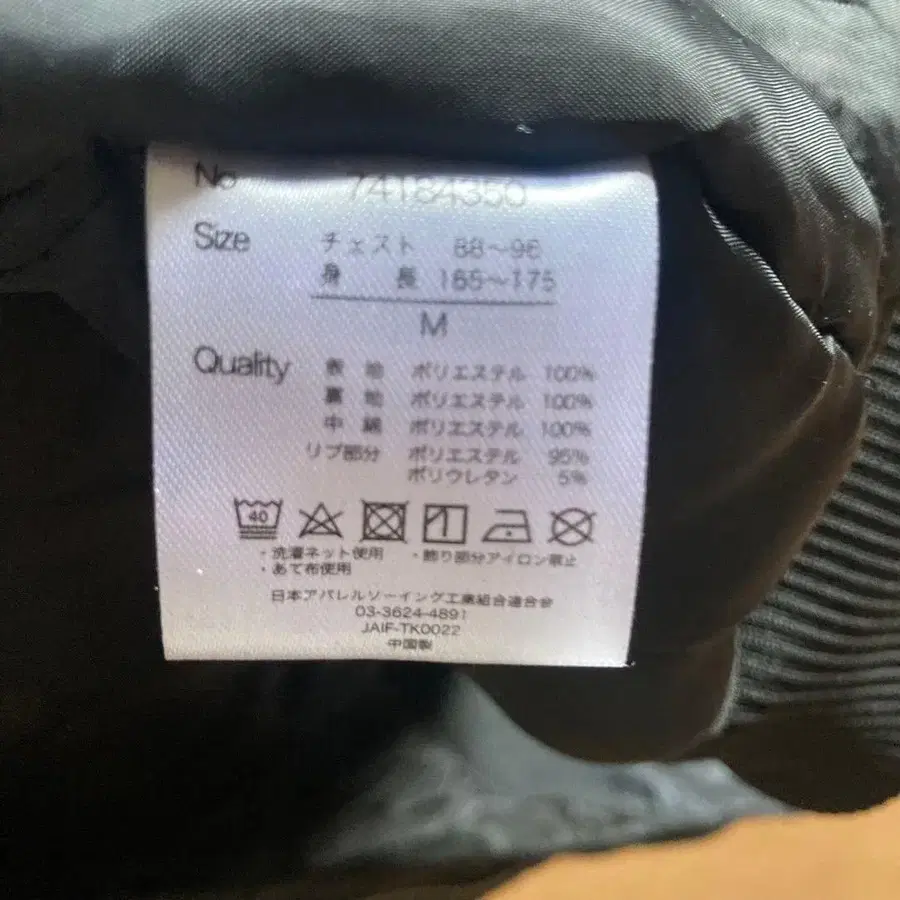 No 74184350
Size チェスト 88～96
身長 165～175
M
Quality 表地 ポリエステル 100%
裏地 ポリエステル 100%
中綿 ポリエステル 100%
リブ部分 ポリエステル 95%
ポリウレタン 5%
40
・洗濯ネット使用 ・飾り部分アイロン禁止
・あて布使用
日本アパレルソーイング工業組合連合会
03-3624-4891
JAIF-TK0022
中国製